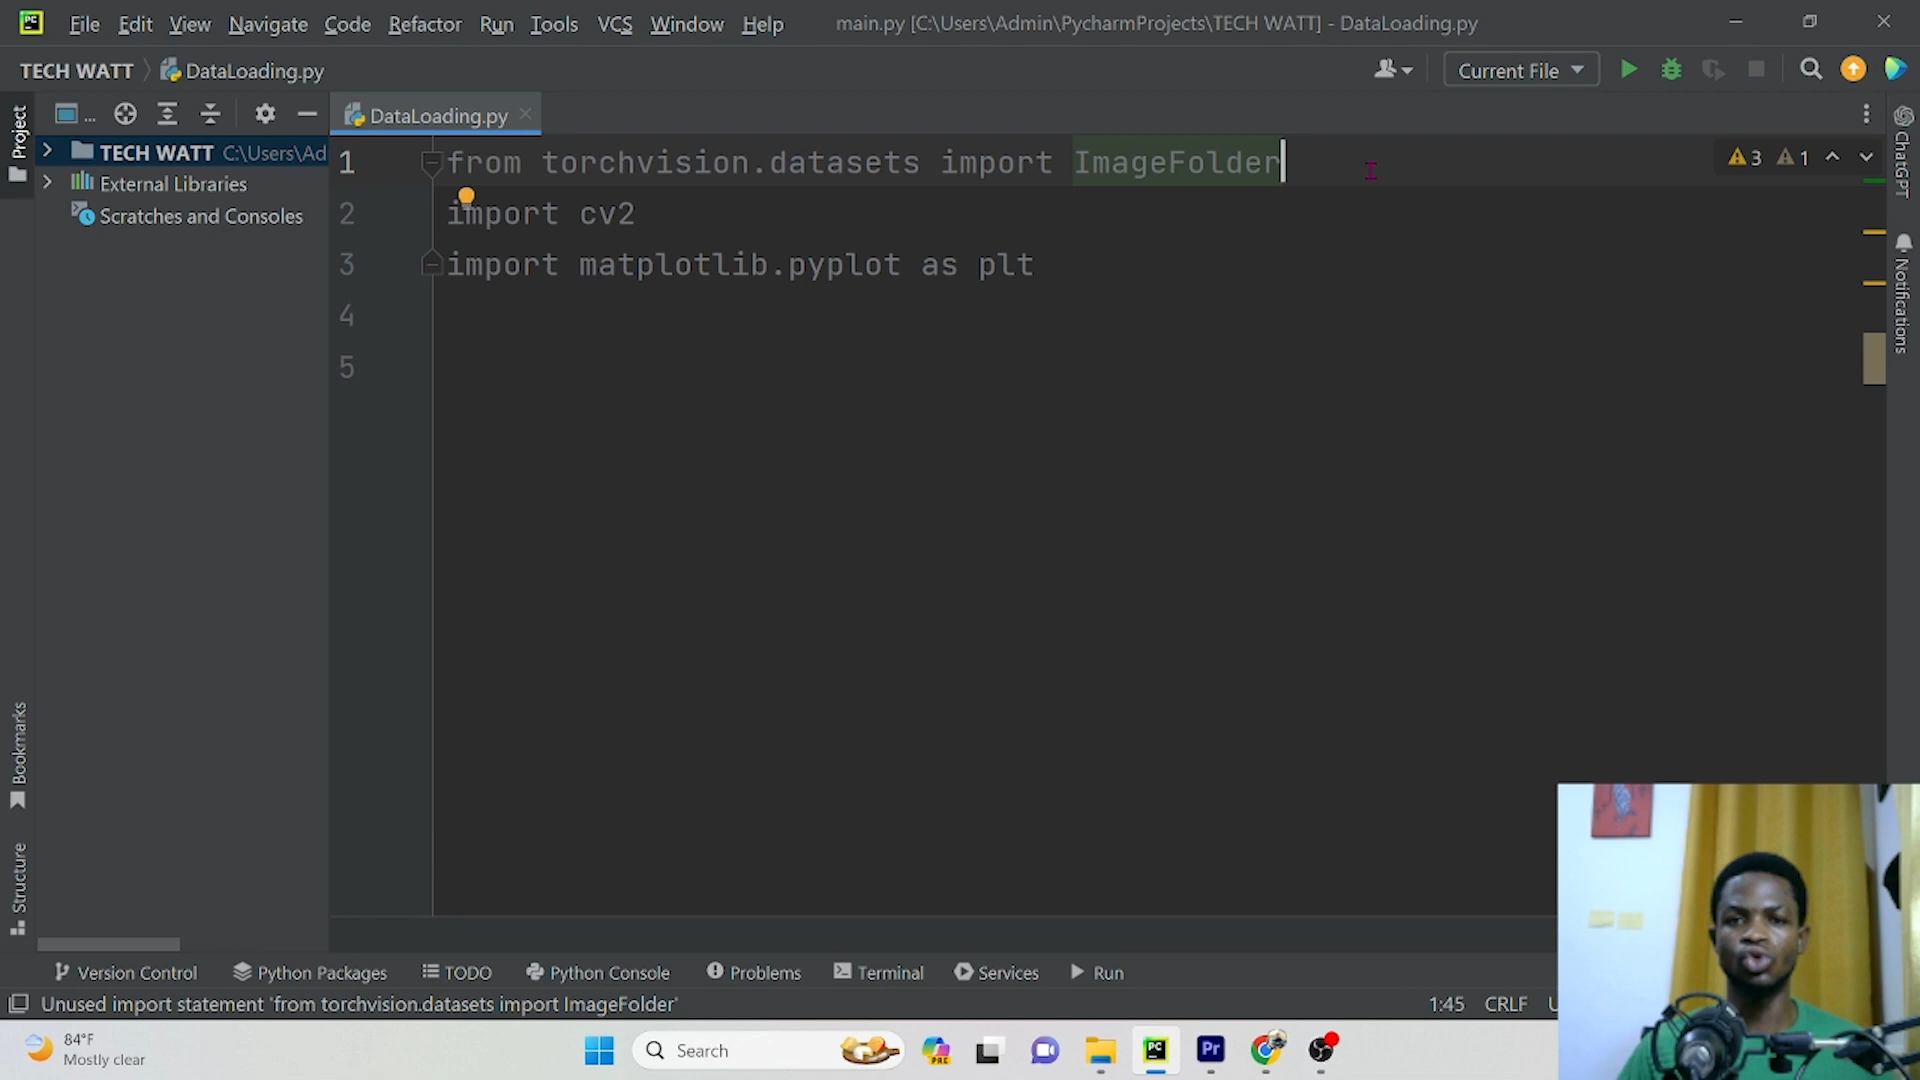 PC File Edit View Navigate Code Refactor Run Tools VCS Window Help main.py [C:\Users\Admin\PycharmProjects\TECH WATT] - DataLoading.py
TECH WATT DataLoading.py Current File
Project
... DataLoading.py
TECH WATT C:\Users\Ad
External Libraries
Scratches and Consoles
1 from torchvision.datasets import ImageFolder
2 import cv2
3 import matplotlib.pyplot as plt
4
5
3 1
ChatGPT
Notifications
Bookmarks
Structure
Version Control Python Packages TODO Python Console Problems Terminal Services Run
Unused import statement 'from torchvision.datasets import ImageFolder' 1:45 CRLF
84°F
Mostly clear
Search
PRE
PC
Pr